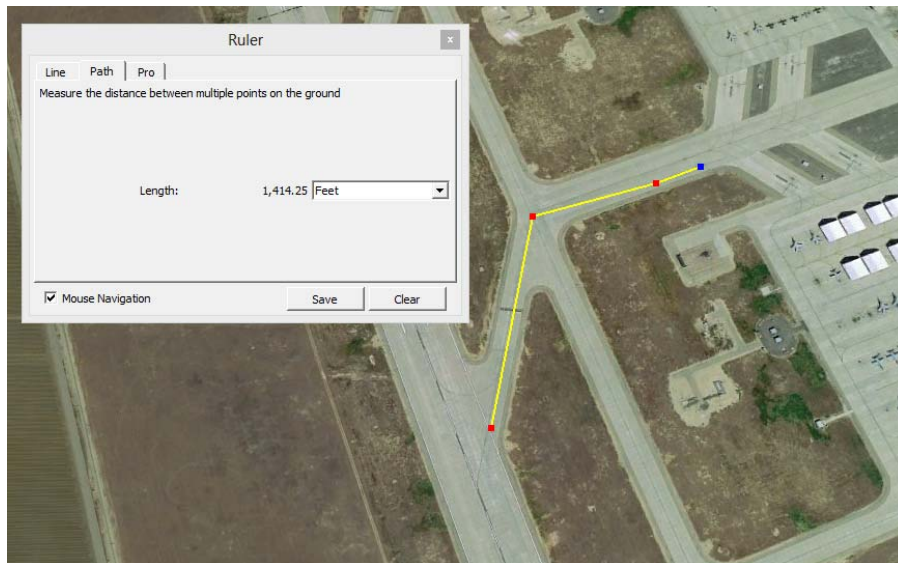 Ruler
x
Line Path Pro
Measure the distance between multiple points on the ground
Length: 1,414.25 Feet
Mouse Navigation Save Clear